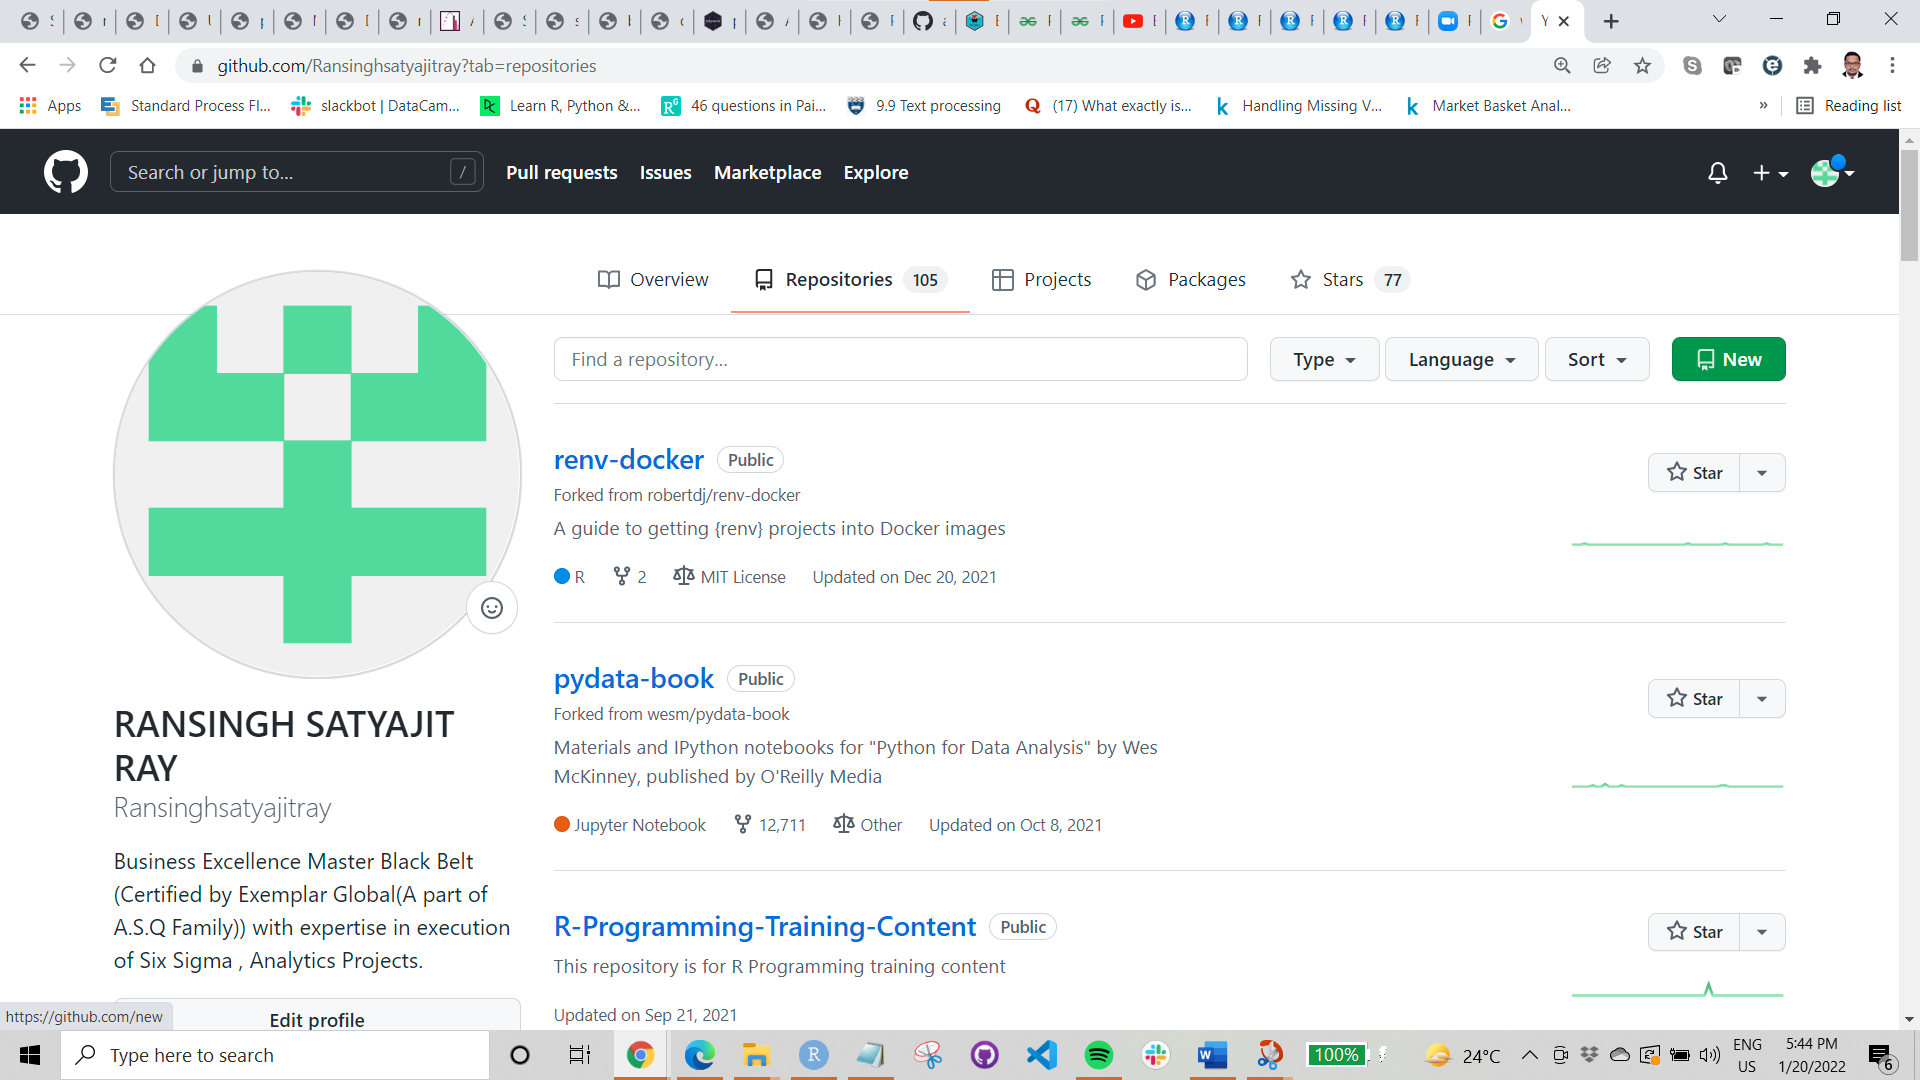 github.com/Ransinghsatyajitray?tab=repositories
Apps
Standard Process Fl...
slackbot | DataCam...
Learn R, Python &...
46 questions in Pai...
9.9 Text processing
(17) What exactly is...
Handling Missing V...
Market Basket Anal...
»
Reading list
Search or jump to...
/
Pull requests
Issues
Marketplace
Explore
Overview
Repositories 105
Projects
Packages
Stars 77
Find a repository...
Type
Language
Sort
New
renv-docker Public
Star
Forked from robertdj/renv-docker
A guide to getting {renv} projects into Docker images
R 2 MIT License Updated on Dec 20, 2021
pydata-book Public
Star
Forked from wesm/pydata-book
Materials and IPython notebooks for "Python for Data Analysis" by Wes
McKinney, published by O'Reilly Media
Jupyter Notebook 12,711 Other Updated on Oct 8, 2021
R-Programming-Training-Content Public
Star
This repository is for R Programming training content
Updated on Sep 21, 2021
RANSINGH SATYAJIT
RAY
Ransinghsatyajitray
Business Excellence Master Black Belt
(Certified by Exemplar Global(A part of
A.S.Q Family)) with expertise in execution
of Six Sigma , Analytics Projects.
Edit profile
https://github.com/new
Type here to search
100%
24°C
ENG
US
5:44 PM
1/20/2022
6